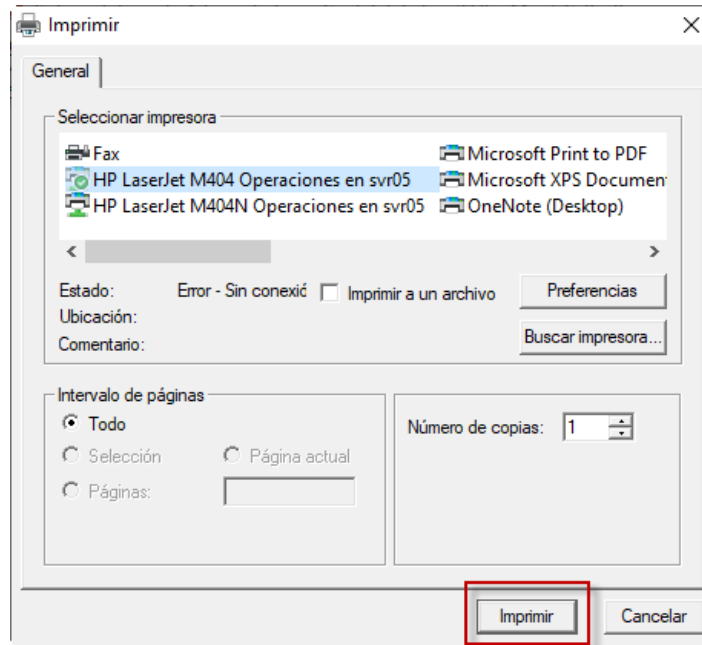 Imprimir
General
Seleccionar impresora
Fax
Microsoft Print to PDF
HP LaserJet M404 Operaciones en svr05
Microsoft XPS Documen
HP LaserJet M404N Operaciones en svr05
OneNote (Desktop)
Estado: Error - Sin conexió
Imprimir a un archivo
Preferencias
Ubicación:
Comentario:
Buscar impresora...
Intervalo de páginas
Todo
Selección
Página actual
Páginas:
Número de copias: 1
Imprimir
Cancelar